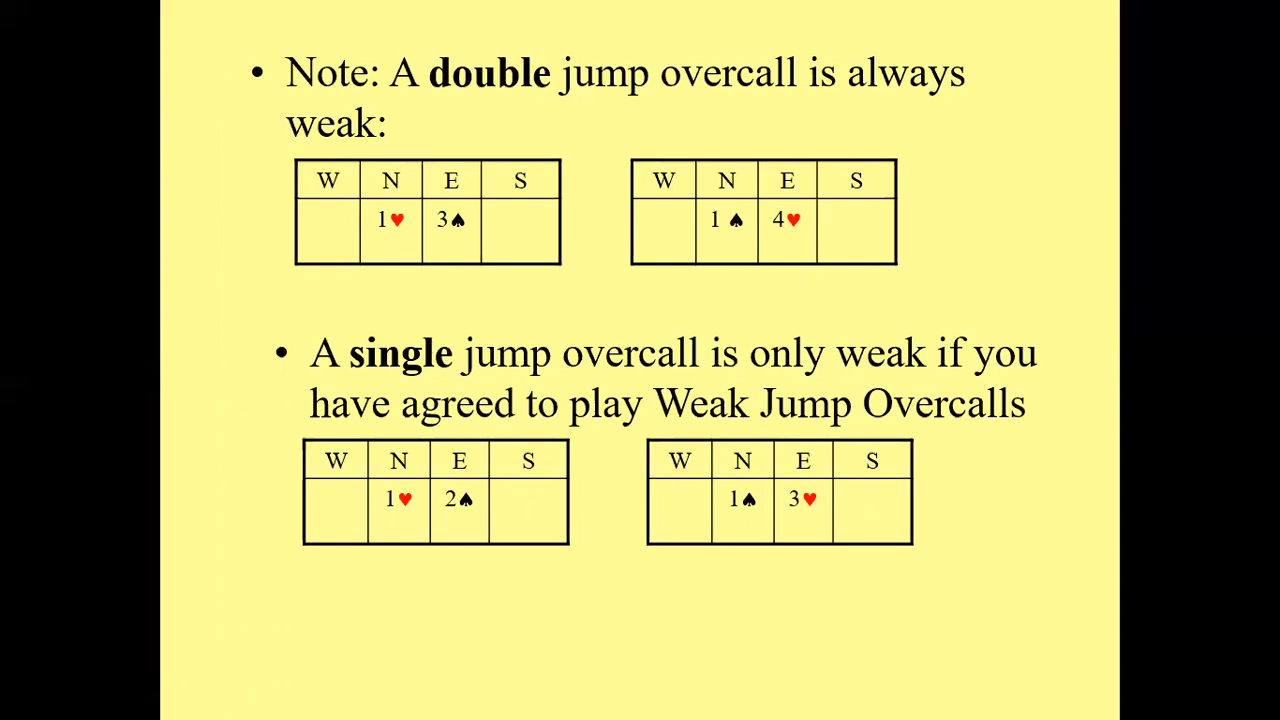 • Note: A double jump overcall is always
weak:
W N E S
1♥ 3♠
W N E S
1 ♠ 4♥
• A single jump overcall is only weak if you
have agreed to play Weak Jump Overcalls
W N E S
1♥ 2♠
W N E S
1♠ 3♥